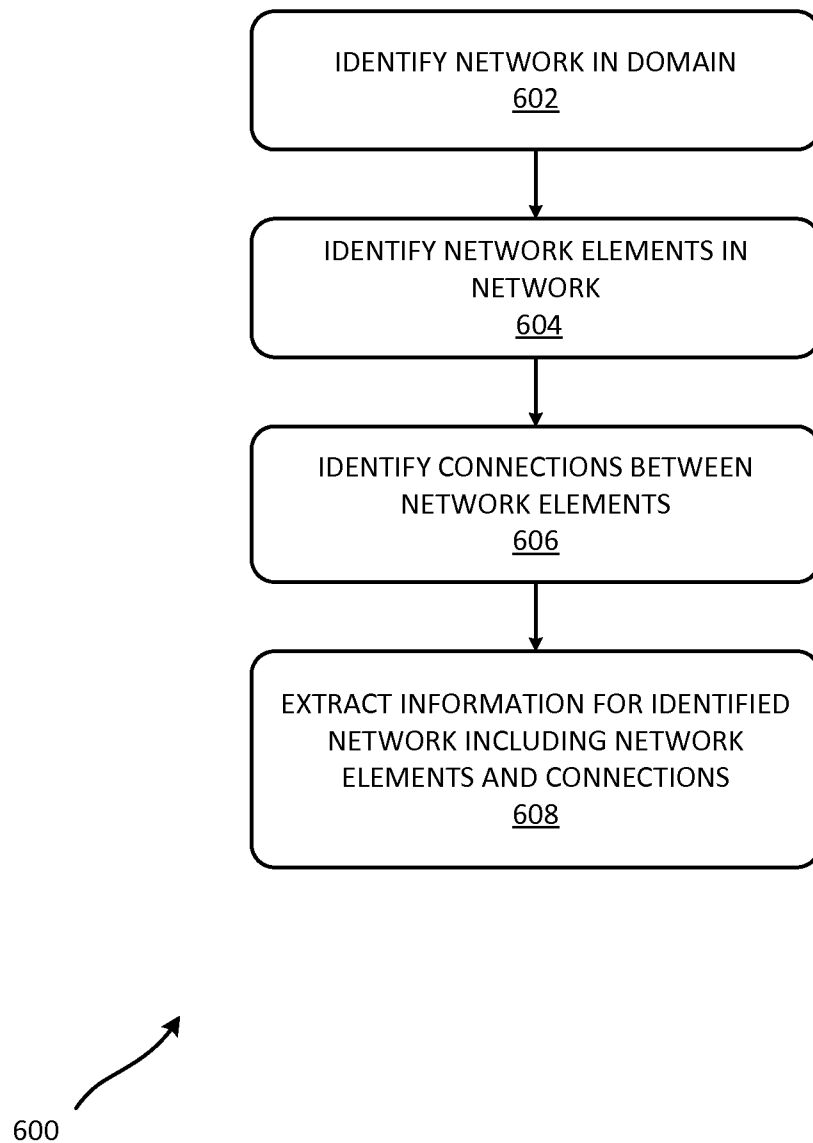 IDENTIFY NETWORK IN DOMAIN
602
IDENTIFY NETWORK ELEMENTS IN
NETWORK
604
IDENTIFY CONNECTIONS BETWEEN
NETWORK ELEMENTS
606
EXTRACT INFORMATION FOR IDENTIFIED
NETWORK INCLUDING NETWORK
ELEMENTS AND CONNECTIONS
608
600